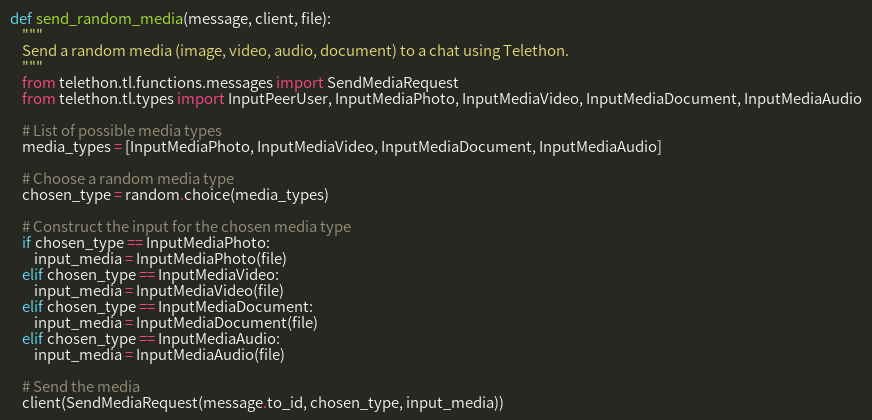 def send_random_media(message, client, file):
    """
    Send a random media (image, video, audio, document) to a chat using Telethon.
    """
    from telethon.tl.functions.messages import SendMediaRequest
    from telethon.tl.types import InputPeerUser, InputMediaPhoto, InputMediaVideo, InputMediaDocument, InputMediaAudio

    # List of possible media types
    media_types = [InputMediaPhoto, InputMediaVideo, InputMediaDocument, InputMediaAudio]

    # Choose a random media type
    chosen_type = random.choice(media_types)

    # Construct the input for the chosen media type
    if chosen_type == InputMediaPhoto:
        input_media = InputMediaPhoto(file)
    elif chosen_type == InputMediaVideo:
        input_media = InputMediaVideo(file)
    elif chosen_type == InputMediaDocument:
        input_media = InputMediaDocument(file)
    elif chosen_type == InputMediaAudio:
        input_media = InputMediaAudio(file)

    # Send the media
    client(SendMediaRequest(message.to_id, chosen_type, input_media))